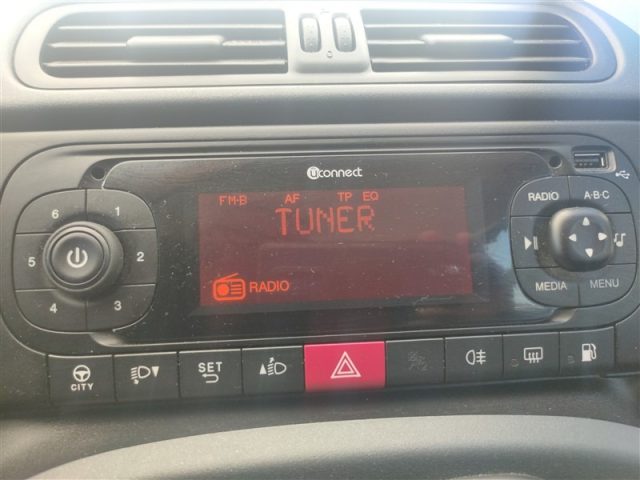 uconnect
FM-B AF TP EQ
TUNER
RADIO
6 1
5 2
4 3
RADIO A-B-C
MEDIA MENU
CITY
SET